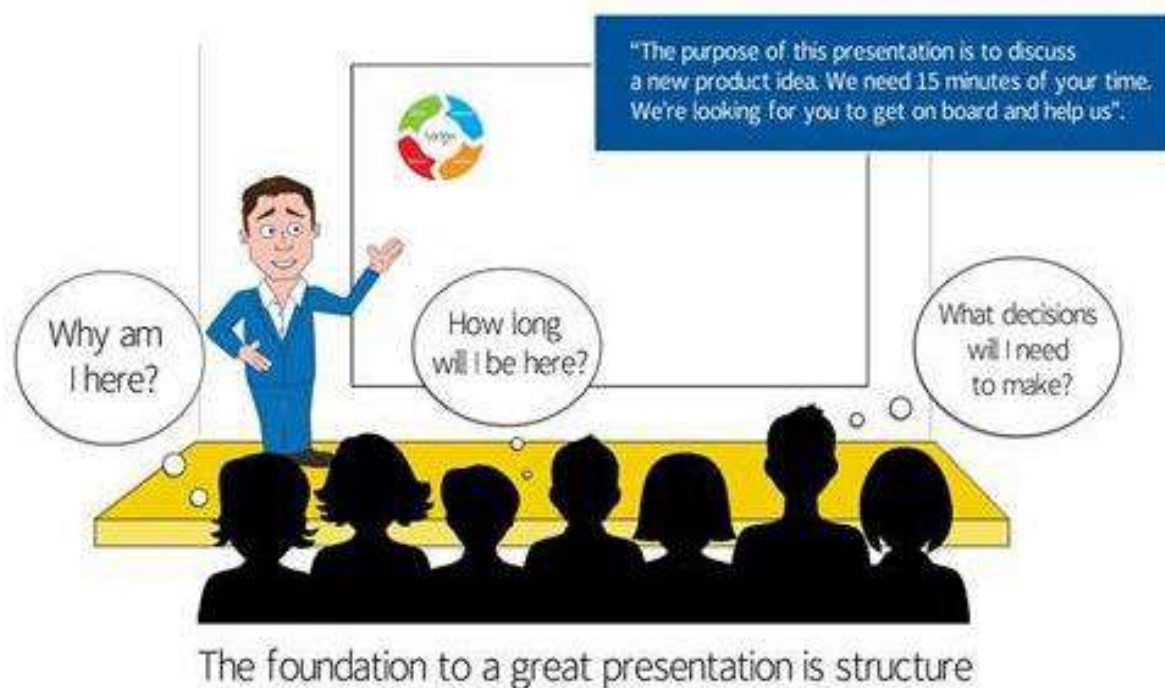 "The purpose of this presentation is to discuss
a new product idea. We need 15 minutes of your time.
We're looking for you to get on board and help us".
Why am
I here?
How long
will I be here?
What decisions
will I need
to make?
The foundation to a great presentation is structure